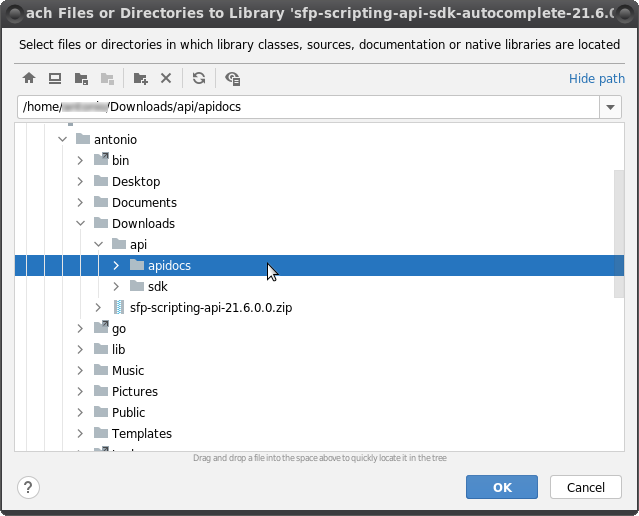 ach Files or Directories to Library 'sfp-scripting-api-sdk-autocomplete-21.6.0
Select files or directories in which library classes, sources, documentation or native libraries are located
Hide path
/home/ /Downloads/api/apidocs
antonio
bin
Desktop
Documents
Downloads
api
apidocs
sdk
sfp-scripting-api-21.6.0.0.zip
go
lib
Music
Pictures
Public
Templates
Drag and drop a file into the space above to quickly locate it in the tree
?
OK
Cancel